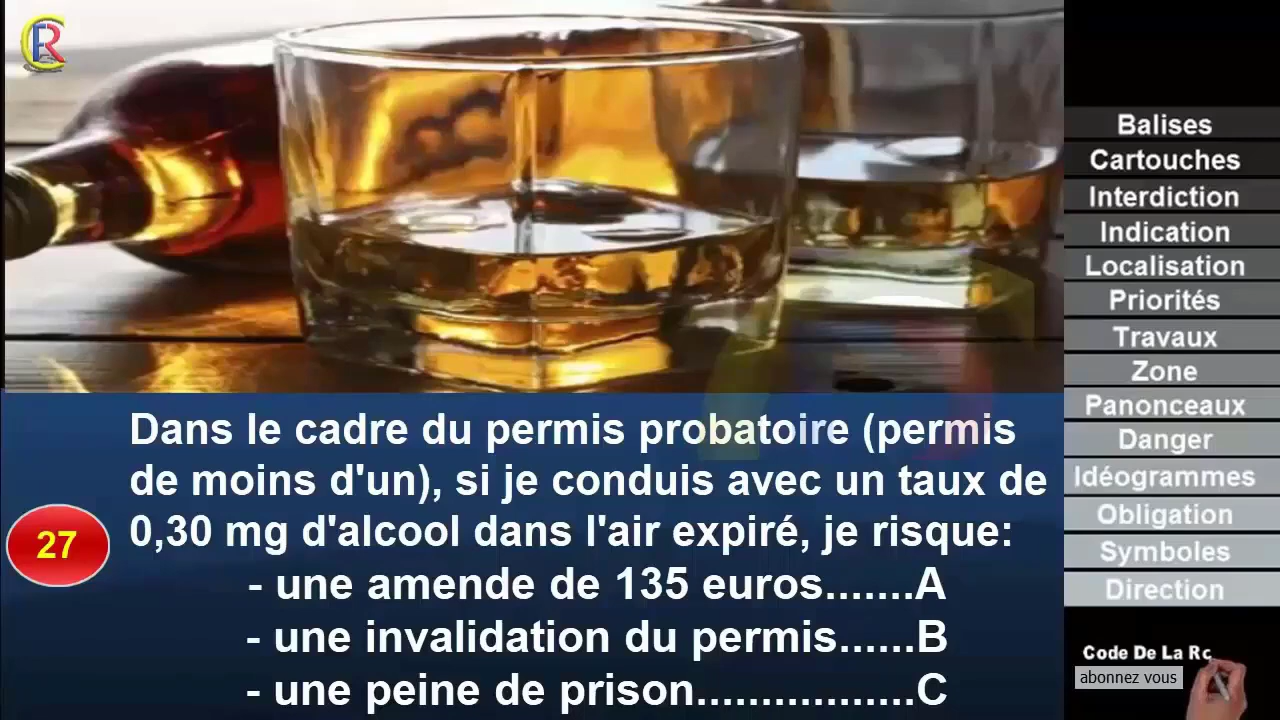 CER
Dans le cadre du permis probatoire (permis
de moins d'un), si je conduis avec un taux de
0,30 mg d'alcool dans l'air expiré, je risque:
- une amende de 135 euros.......A
- une invalidation du permis......B
- une peine de prison..................C
27
Balises
Cartouches
Interdiction
Indication
Localisation
Priorités
Travaux
Zone
Panonceaux
Danger
Idéogrammes
Obligation
Symboles
Direction
Code De La Rc
abonnez vous